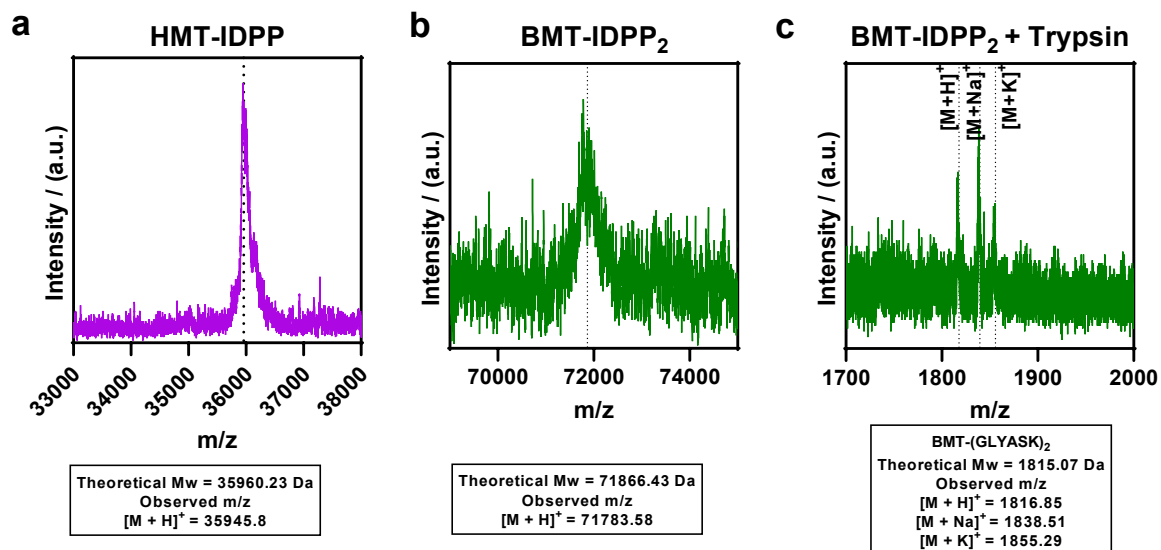 a
HMT-IDPP
Intensity / (a.u.)
33000
34000
35000
36000
37000
38000
m/z
Theoretical Mw = 35960.23 Da
Observed m/z
[M + H]⁺ = 35945.8
b
BMT-IDPP₂
Intensity / (a.u.)
70000 72000 74000
m/z
Theoretical Mw = 71866.43 Da
Observed m/z
[M + H]⁺ = 71783.58
c
BMT-IDPP₂ + Trypsin
[M+H]⁺
[M+Na]⁺
[M+K]⁺
Intensity / (a.u.)
1700 1800 1900 2000
m/z
BMT-(GLYASK)₂
Theoretical Mw = 1815.07 Da
Observed m/z
[M + H]⁺ = 1816.85
[M + Na]⁺ = 1838.51
[M + K]⁺ = 1855.29